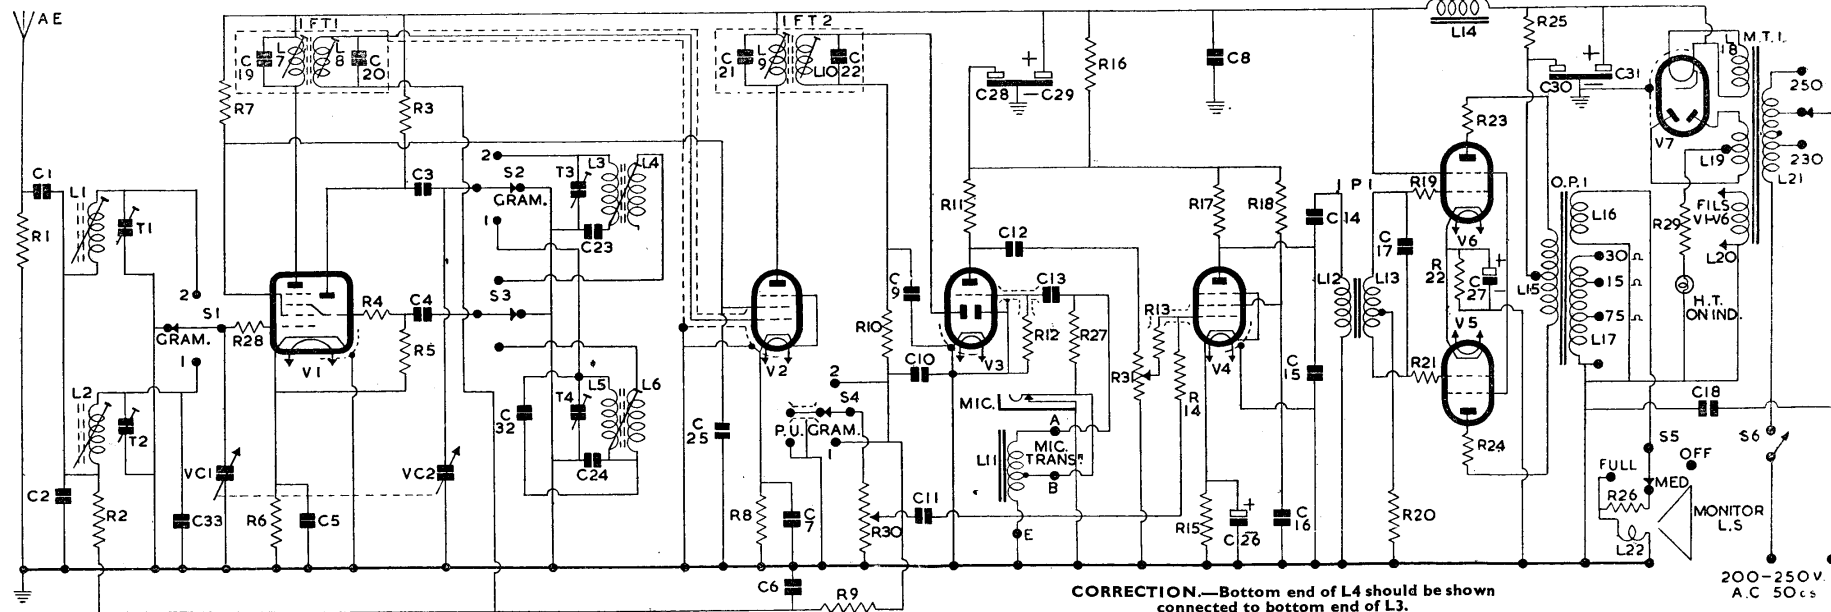 AE
IFT1
C 19
L 7
L 8
C 20
R7
R3
IFT2
C 21
L 9
L10
C 22
C28
+
–
C29
R16
C8
L14
R25
+
C30
C31
L 18
M.T.1.
250
230
V7
L19
L21
R23
C1
R1
L1
T1
C3
2
S2
GRAM.
1
T3
L3
L4
C23
R11
C12
R17
R18
C 14
I P 1
R19
V6
O.P.1
L16
R29
FILS
V1-V6
L20
C 17
R 22
C 27
+
–
L15
30 Ω
15 Ω
75 Ω
L17
H.T.
ON IND.
2
S1
GRAM.
1
R28
V1
R4
C4
R5
S3
V2
R10
C 9
C10
V3
C13
R12
R27
R13
R31
R 14
V4
C 15
L12
L13
R21
V5
R24
L2
T2
C2
R2
C33
VC1
R6
C5
VC2
C 32
T4
L5
L6
C24
C 25
2
S4
P.U.
GRAM.
1
R8
C 7
R30
C11
MIC.
L11
A
MIC.
TRANSR.
B
E
R15
+
C 26
–
C 16
R20
C18
S5
OFF
FULL
MED
R26
L22
MONITOR
L.S
S6
C6
R9
200-250V.
A.C 50cs
CORRECTION.—Bottom end of L4 should be shown
connected to bottom end of L3.